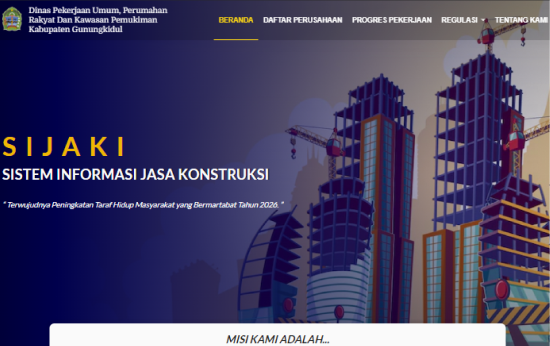 Dinas Pekerjaan Umum, Perumahan
Rakyat Dan Kawasan Pemukiman
Kabupaten Gunungkidul
BERANDA DAFTAR PERUSAHAAN PROGRES PEKERJAAN REGULASI TENTANG KAMI
SIJAKI
SISTEM INFORMASI JASA KONSTRUKSI
" Terwujudnya Peningkatan Taraf Hidup Masyarakat yang Bermartabat Tahun 2026. "
MISI KAMI ADALAH...